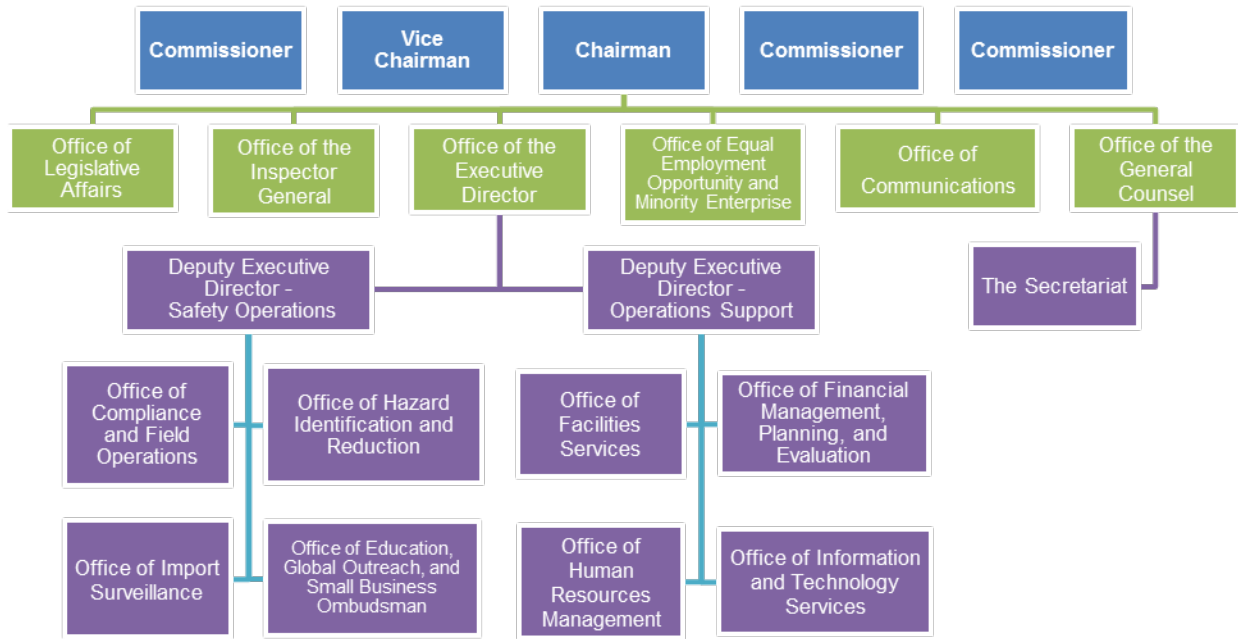 Commissioner
Vice
Chairman
Chairman
Commissioner
Commissioner
Office of
Legislative
Affairs
Office of the
Inspector
General
Office of the
Executive
Director
Office of Equal
Employment
Opportunity and
Minority Enterprise
Office of
Communications
Office of the
General
Counsel
Deputy Executive
Director -
Safety Operations
Deputy Executive
Director -
Operations Support
The Secretariat
Office of
Compliance
and Field
Operations
Office of Hazard
Identification and
Reduction
Office of
Facilities
Services
Office of Financial
Management,
Planning, and
Evaluation
Office of Import
Surveillance
Office of Education,
Global Outreach, and
Small Business
Ombudsman
Office of
Human
Resources
Management
Office of Information
and Technology
Services